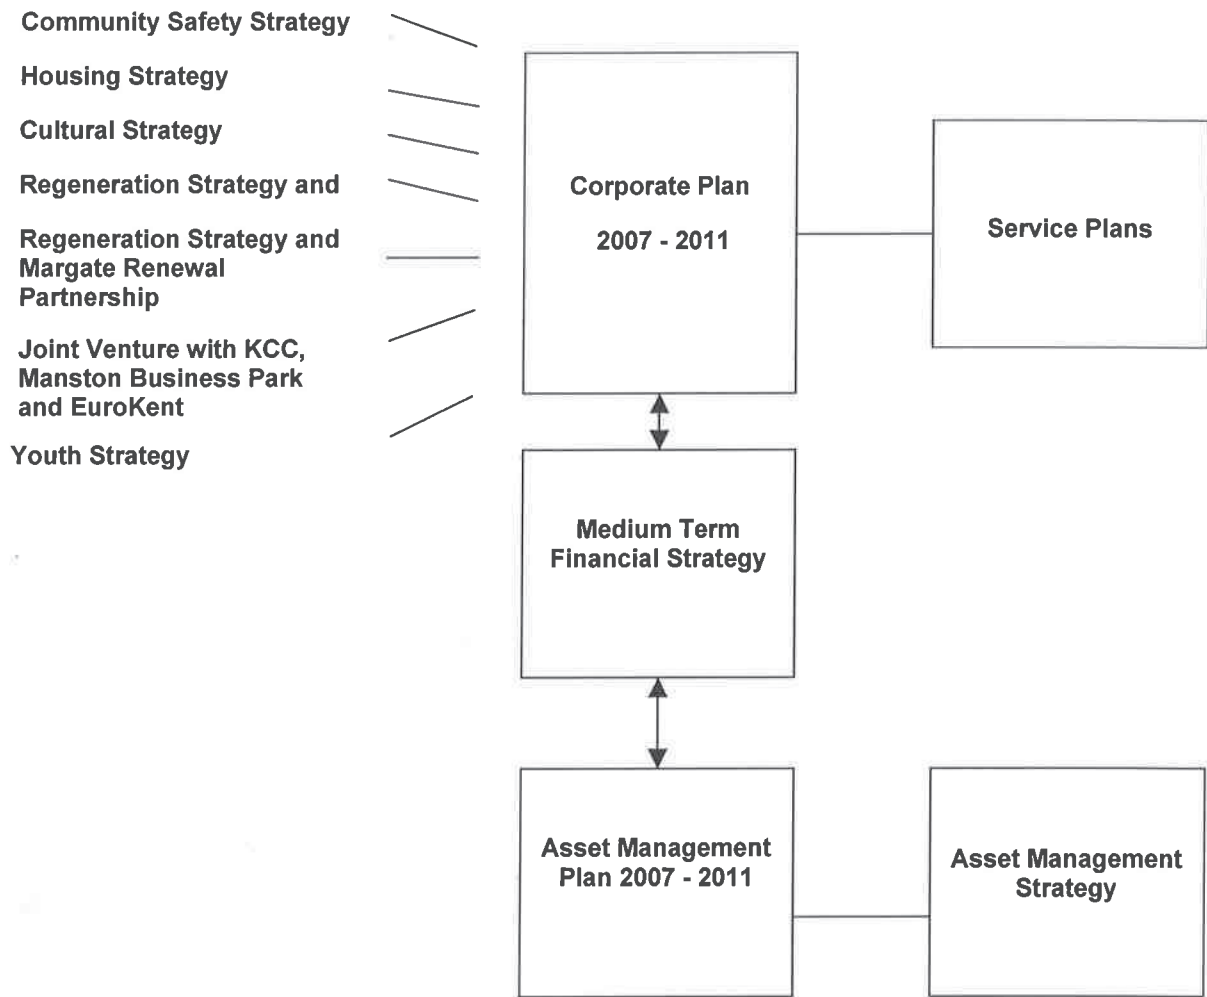 Community Safety Strategy
Housing Strategy
Cultural Strategy
Regeneration Strategy and
Regeneration Strategy and
Margate Renewal
Partnership
Joint Venture with KCC,
Manston Business Park
and EuroKent
Youth Strategy
Corporate Plan
2007 - 2011
Service Plans
Medium Term
Financial Strategy
Asset Management
Plan 2007 - 2011
Asset Management
Strategy